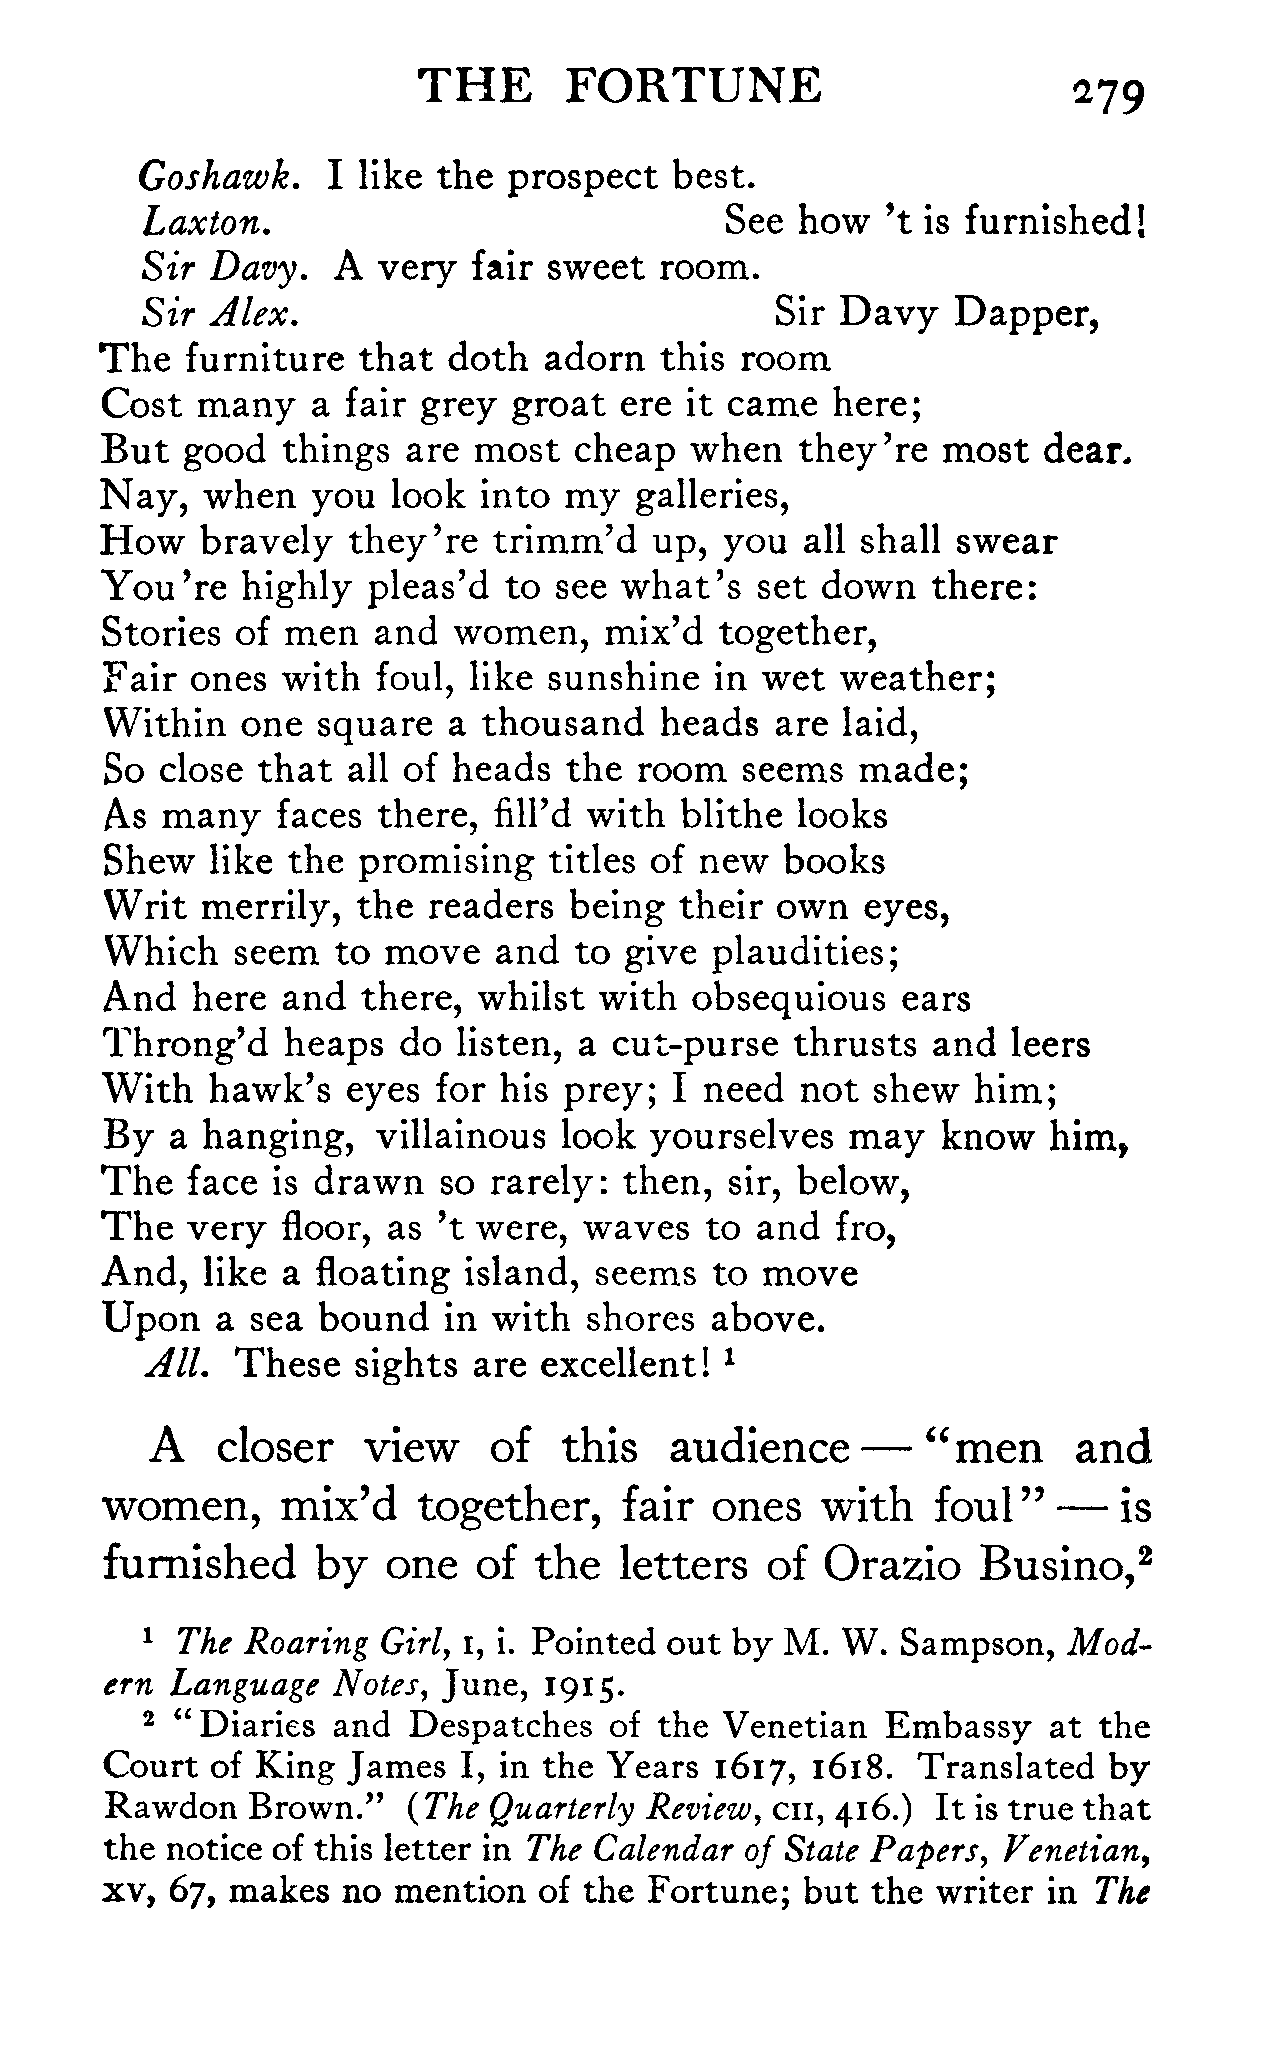 THE FORTUNE 279
Goshawk. I like the prospect best.
Laxton. See how 't is furnished!
Sir Davy. A very fair sweet room.
Sir Alex. Sir Davy Dapper,
The furniture that doth adorn this room
Cost many a fair grey groat ere it came here;
But good things are most cheap when they're most dear.
Nay, when you look into my galleries,
How bravely they're trimm'd up, you all shall swear
You're highly pleas'd to see what's set down there:
Stories of men and women, mix'd together,
Fair ones with foul, like sunshine in wet weather;
Within one square a thousand heads are laid,
So close that all of heads the room seems made;
As many faces there, fill'd with blithe looks
Shew like the promising titles of new books
Writ merrily, the readers being their own eyes,
Which seem to move and to give plaudities;
And here and there, whilst with obsequious ears
Throng'd heaps do listen, a cut-purse thrusts and leers
With hawk's eyes for his prey; I need not shew him;
By a hanging, villainous look yourselves may know him,
The face is drawn so rarely: then, sir, below,
The very floor, as 't were, waves to and fro,
And, like a floating island, seems to move
Upon a sea bound in with shores above.
All. These sights are excellent! ¹
A closer view of this audience — "men and
women, mix'd together, fair ones with foul" — is
furnished by one of the letters of Orazio Busino,²
¹ The Roaring Girl, I, i. Pointed out by M. W. Sampson, Mod-
ern Language Notes, June, 1915.
² "Diaries and Despatches of the Venetian Embassy at the
Court of King James I, in the Years 1617, 1618. Translated by
Rawdon Brown." (The Quarterly Review, CII, 416.) It is true that
the notice of this letter in The Calendar of State Papers, Venetian,
XV, 67, makes no mention of the Fortune; but the writer in The